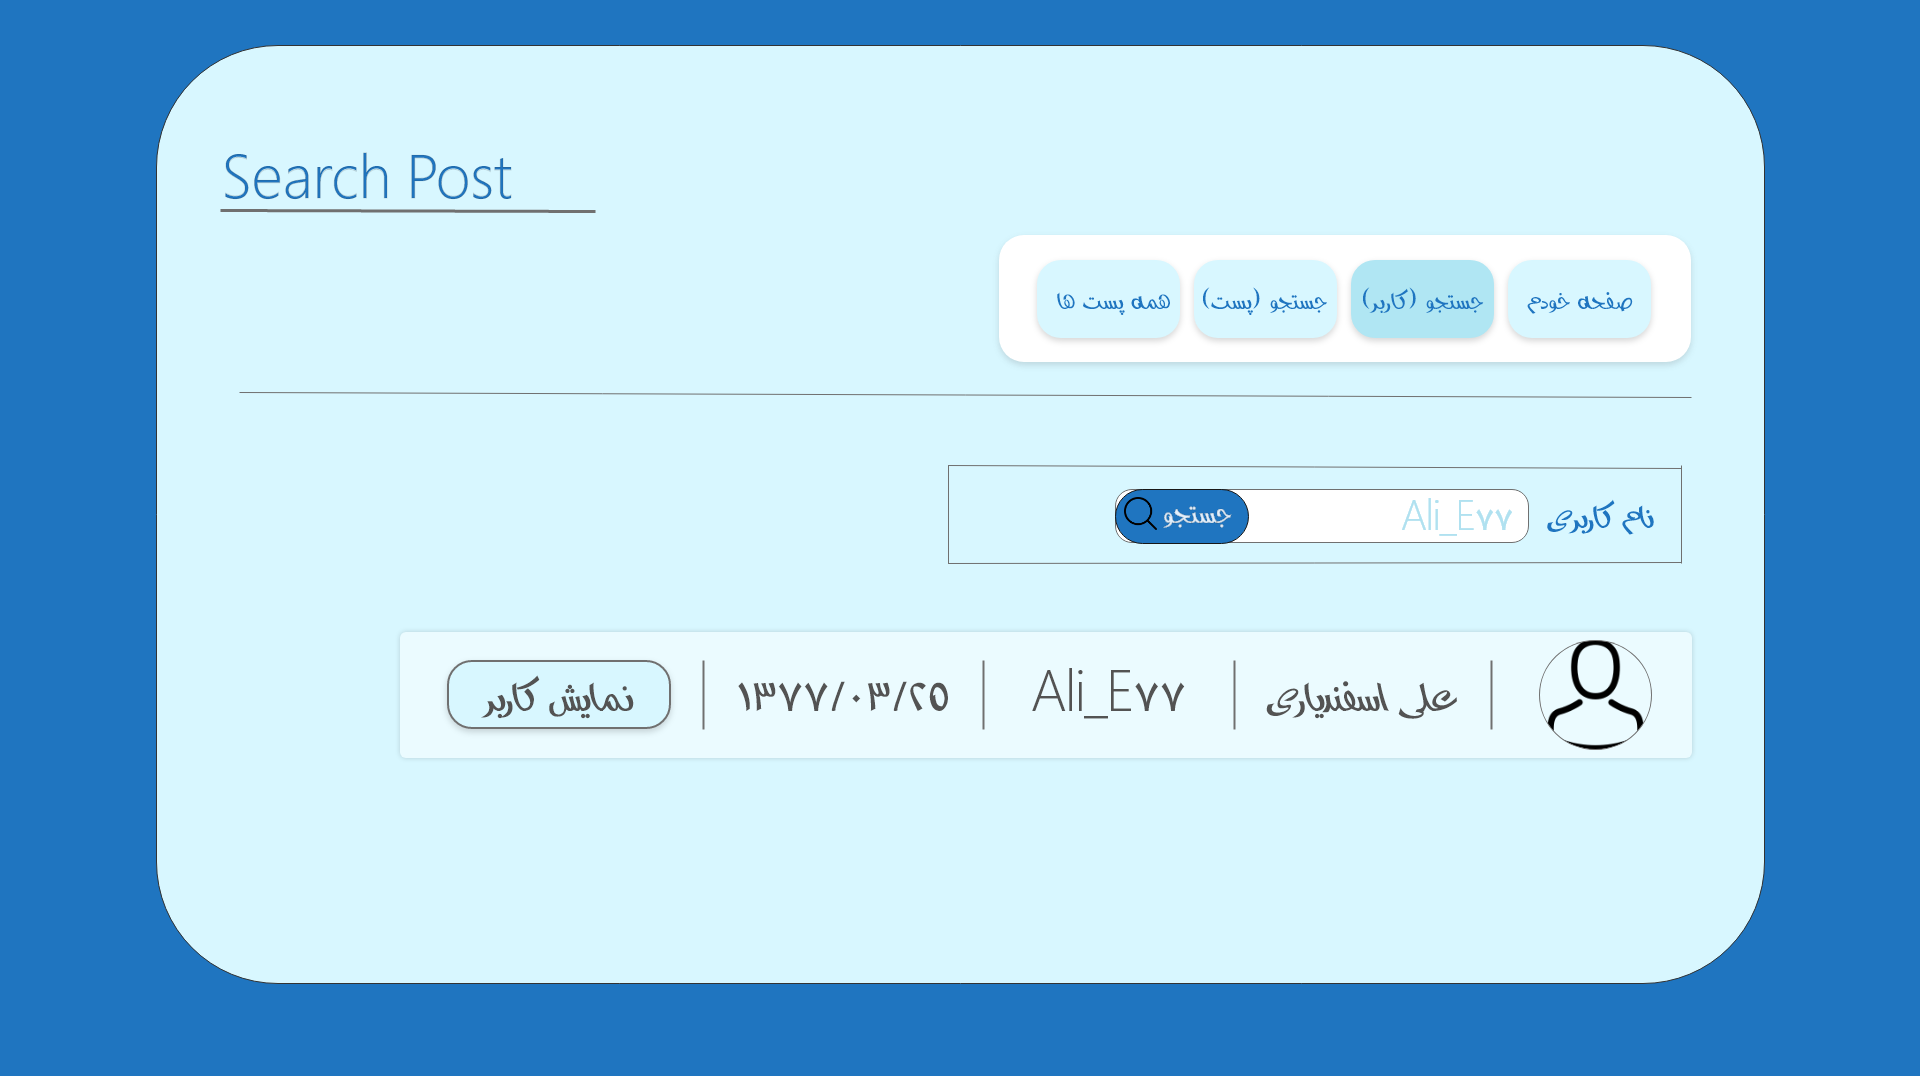 Search Post
صفحه خودم
جستجو (کاربر)
جستجو (پست)
همه پست ها
نام کاربری
Ali_E۷۷
جستجو
علی اسفندیاری
Ali_E۷۷
۱۳۷۷/۰۳/۲۵
نمایش کاربر